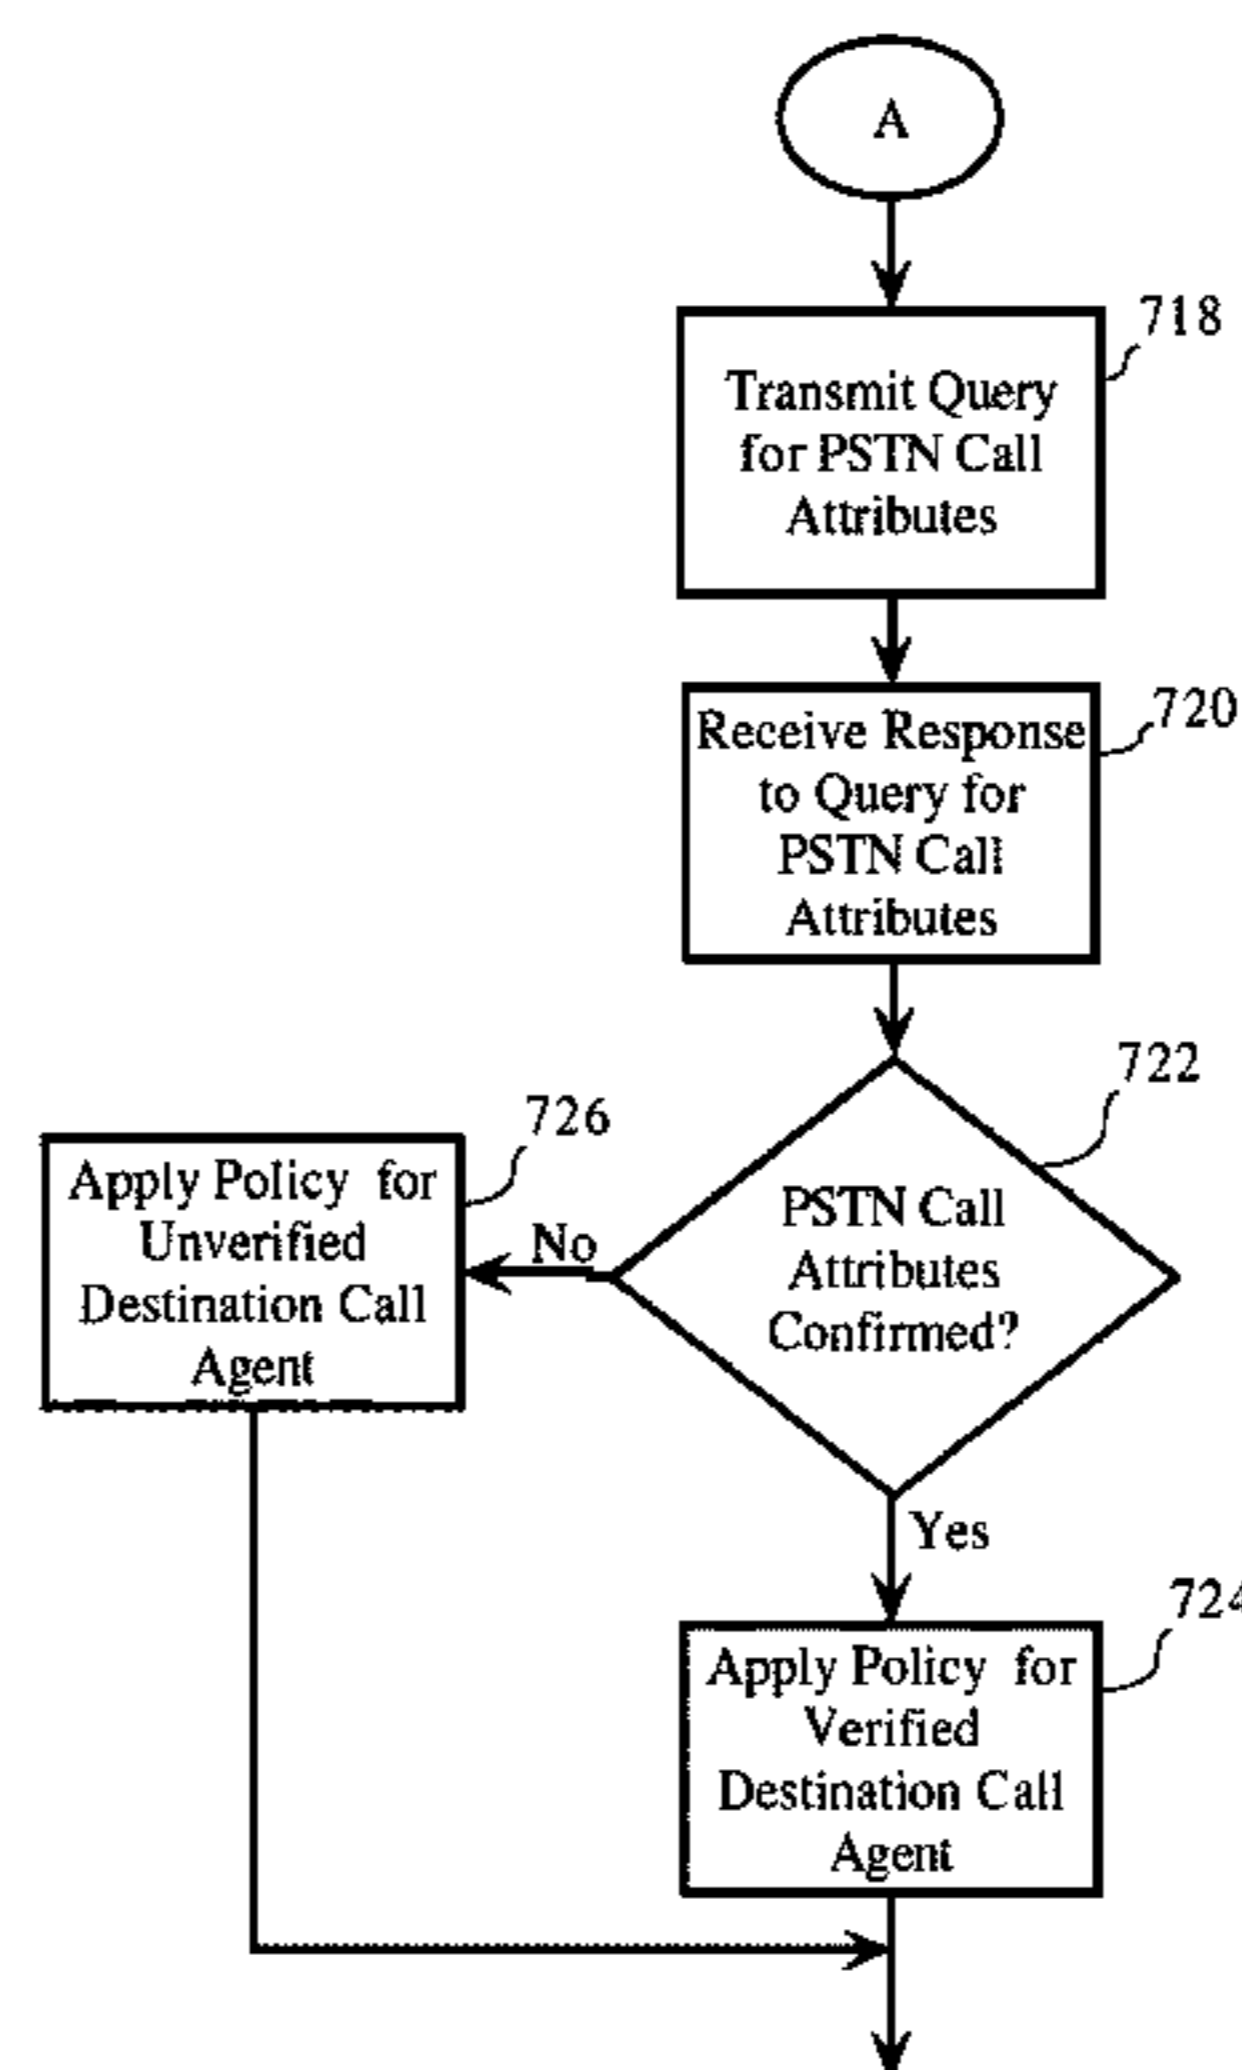 A
718
Transmit Query
for PSTN Call
Attributes
720
Receive Response
to Query for
PSTN Call
Attributes
722
PSTN Call
Attributes
Confirmed?
No
726
Apply Policy for
Unverified
Destination Call
Agent
Yes
724
Apply Policy for
Verified
Destination Call
Agent